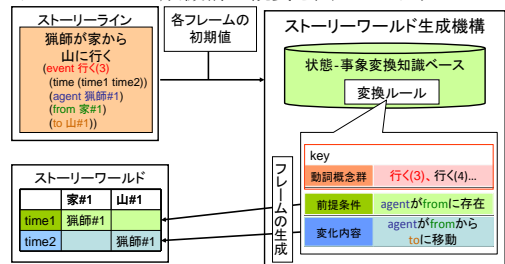 ストーリーライン
猟師が家から
山に行く
(event 行く(3)
(time (time1 time2))
(agent 猟師#1)
(from 家#1)
(to 山#1))
各フレームの
初期値
ストーリーワールド生成機構
状態-事象変換知識ベース
変換ルール
key
動詞概念群 行く(3)、行く(4)...
前提条件 agentがfromに存在
変化内容 agentがfromから
toに移動
フレームの生成
ストーリーワールド
家#1 山#1
time1 猟師#1
time2 猟師#1